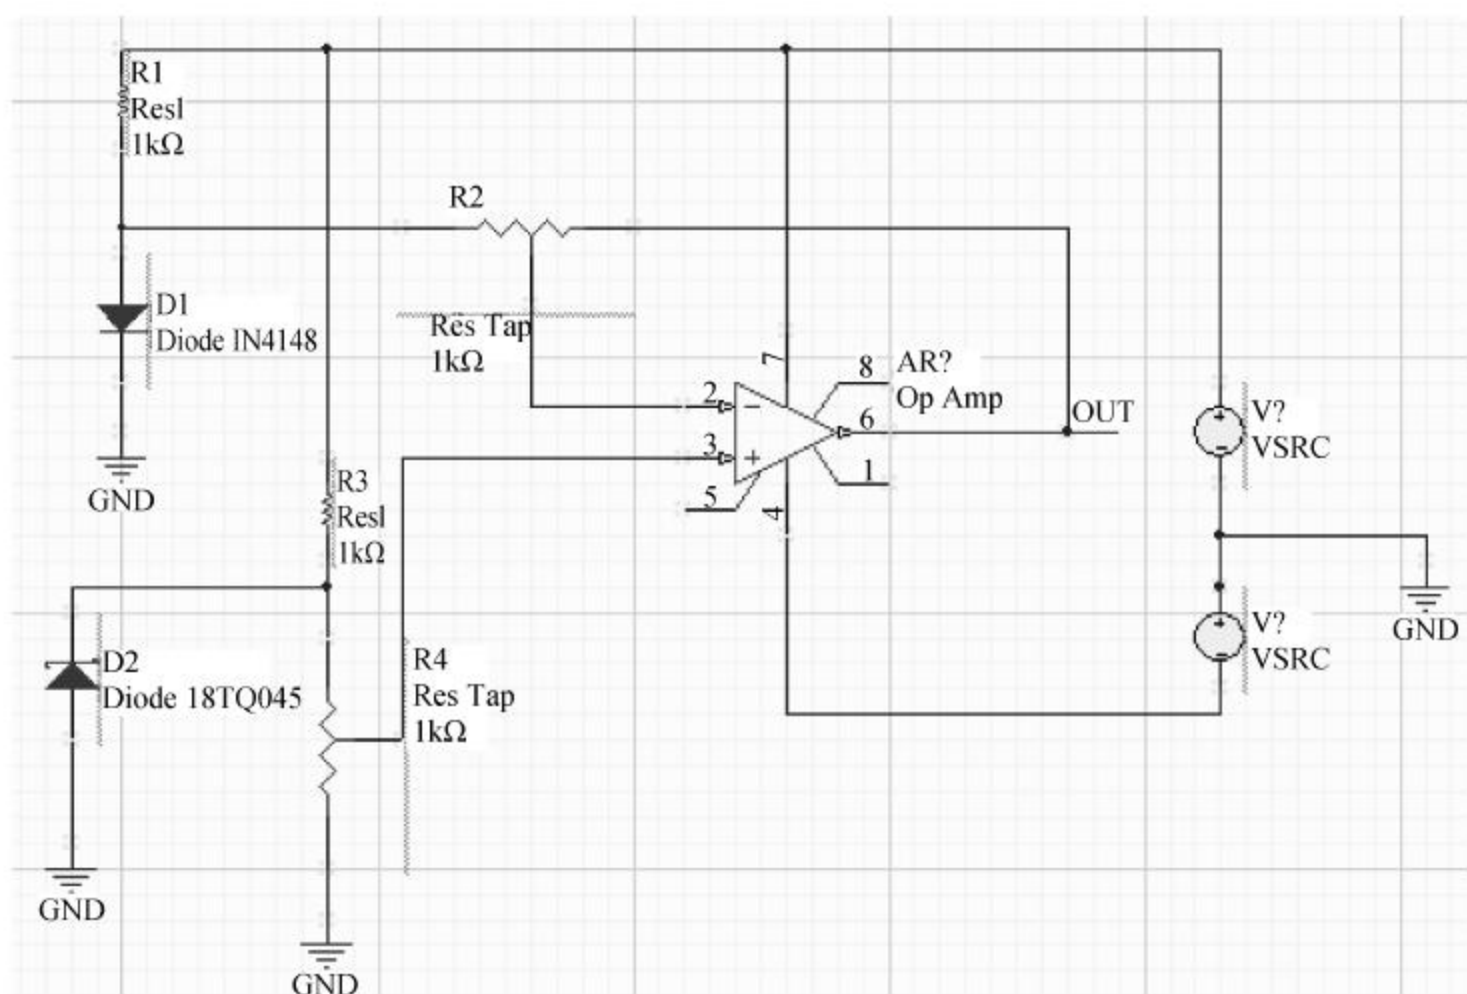 R1
Resl
1kΩ
R2
D1
Diode IN4148
Res Tap
1kΩ
7
8
AR?
Op Amp
2
−
6
OUT
V?
VSRC
3
+
1
5
4
GND
R3
Resl
1kΩ
GND
V?
VSRC
D2
Diode 18TQ045
R4
Res Tap
1kΩ
GND
GND